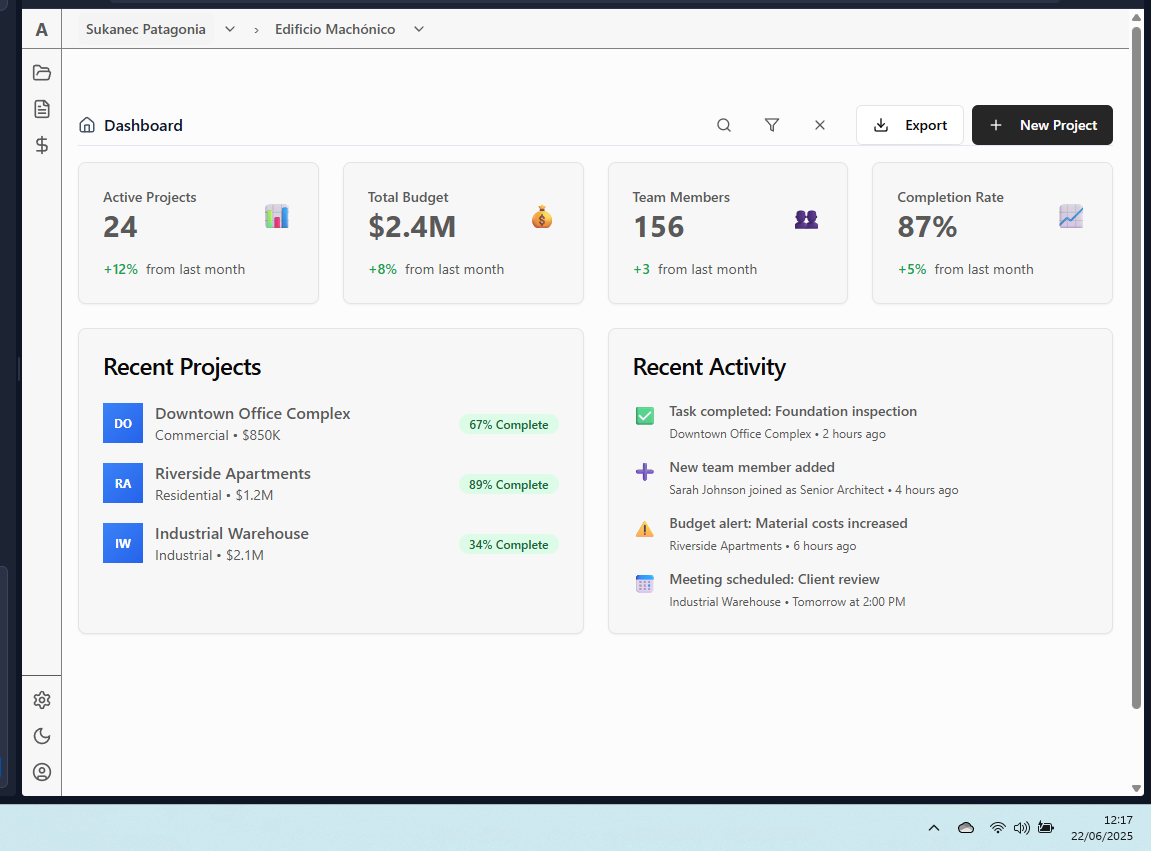 A
Sukanec Patagonia › Edificio Machónico
Dashboard
Export
+ New Project
Active Projects
24
+12% from last month
Total Budget
$2.4M
+8% from last month
Team Members
156
+3 from last month
Completion Rate
87%
+5% from last month
Recent Projects
DO
Downtown Office Complex
Commercial • $850K
67% Complete
RA
Riverside Apartments
Residential • $1.2M
89% Complete
IW
Industrial Warehouse
Industrial • $2.1M
34% Complete
Recent Activity
Task completed: Foundation inspection
Downtown Office Complex • 2 hours ago
New team member added
Sarah Johnson joined as Senior Architect • 4 hours ago
Budget alert: Material costs increased
Riverside Apartments • 6 hours ago
Meeting scheduled: Client review
Industrial Warehouse • Tomorrow at 2:00 PM
12:17
22/06/2025